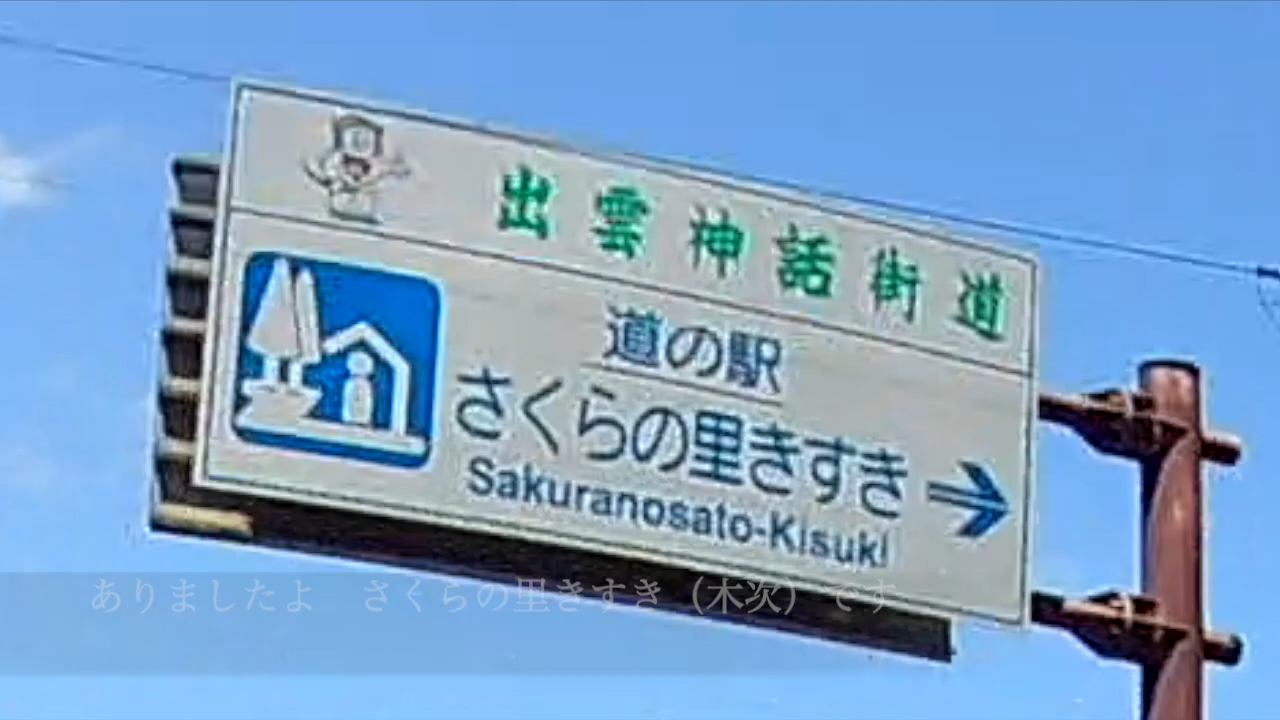 出雲神話街道
道の駅
さくらの里きすき
Sakuranosato-Kisuki
ありましたよ　さくらの里きすき（木次）です